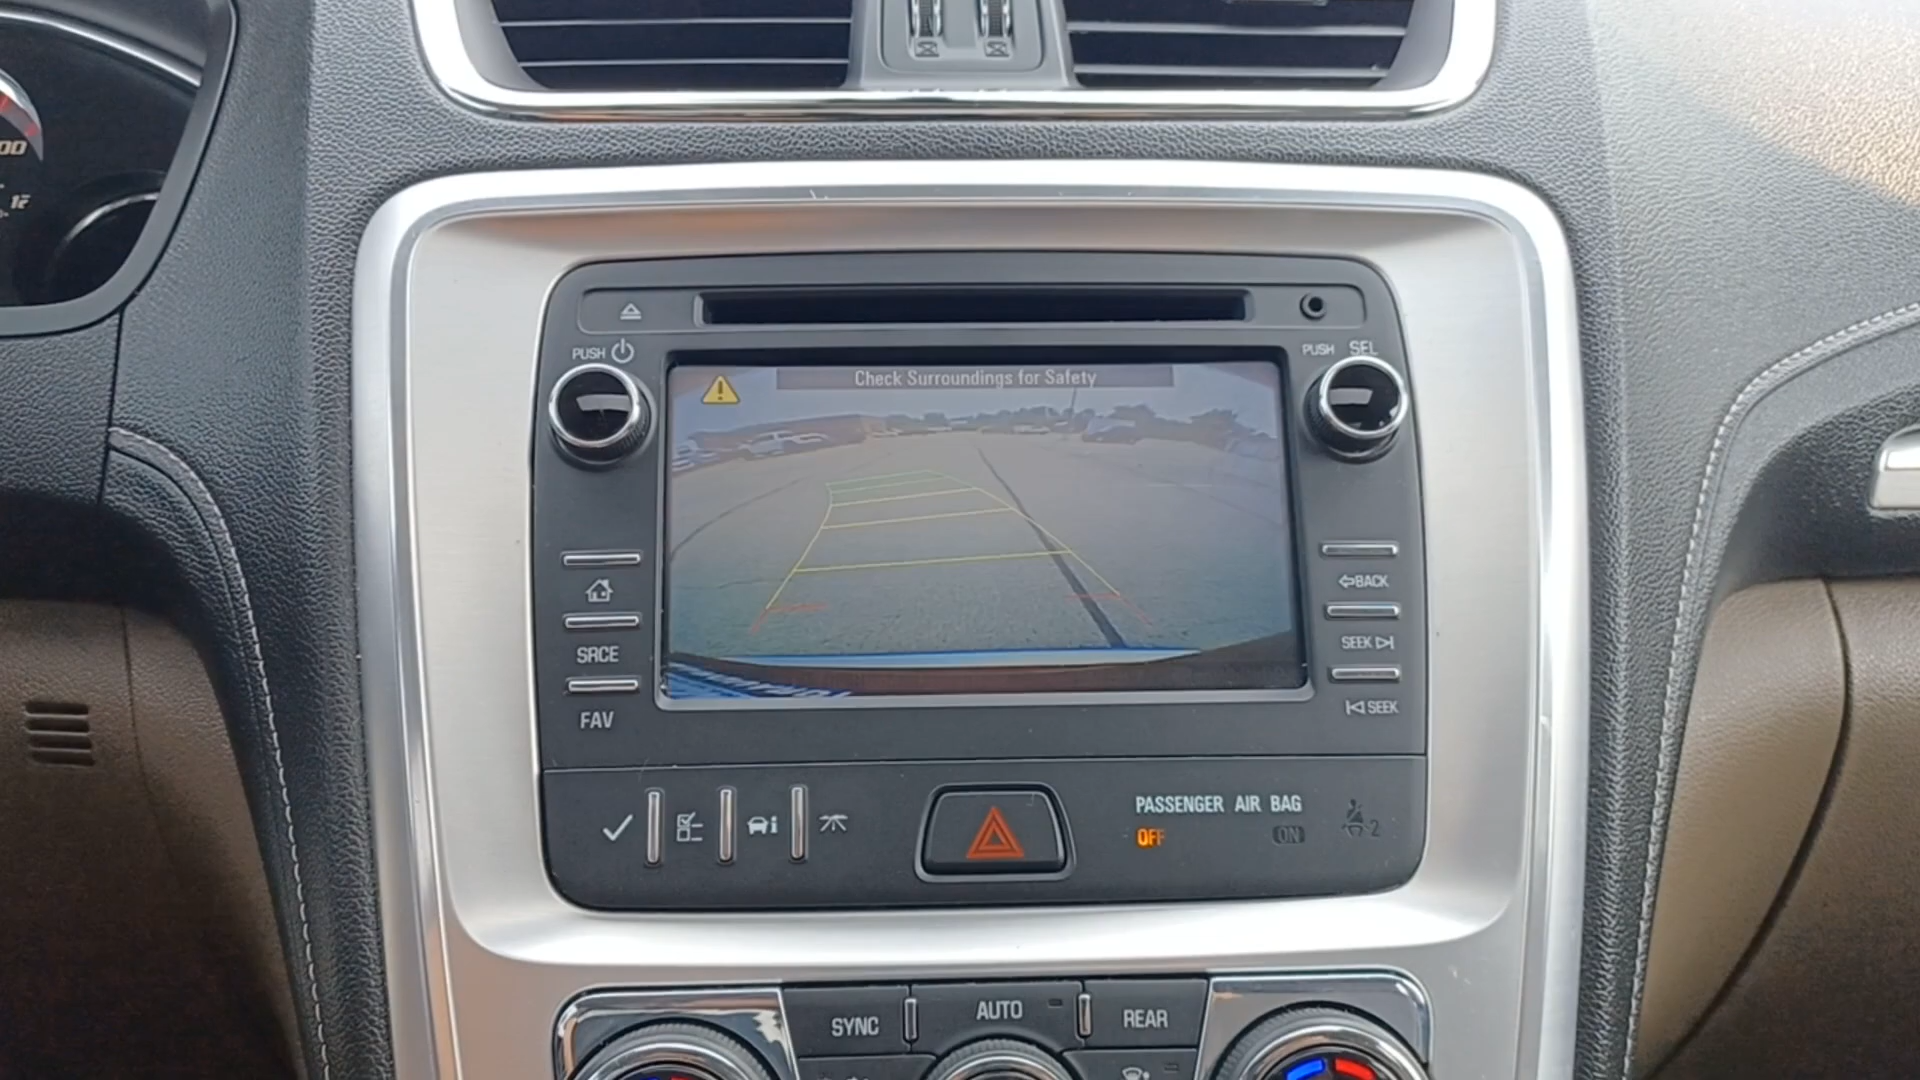 PUSH
PUSH SEL
Check Surroundings for Safety
BACK
SRCE
SEEK
FAV
SEEK
PASSENGER AIR BAG
OFF
ON
2
SYNC
AUTO
REAR